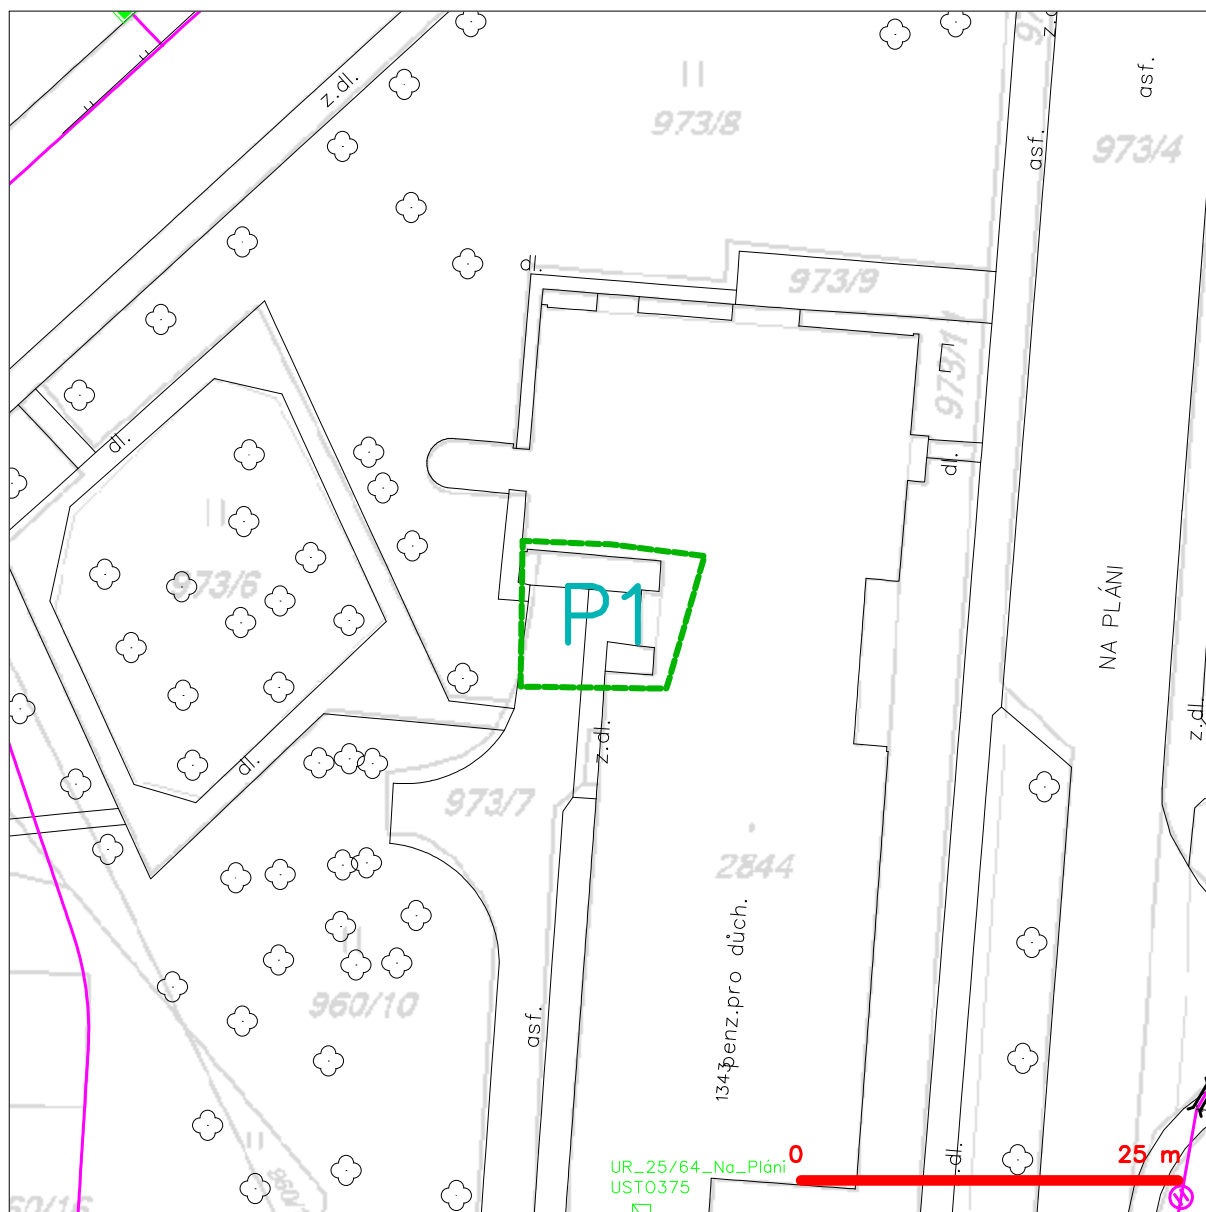 z.dl.
973/8
asf.
asf.
973/4
dl.
973/9
973/11
dl.
dl.
973/6
P1
NA PLÁNI
z.dl.
z.dl.
dl.
973/7
2844
penz.pro důch.
1343
960/10
asf.
dl.
0
25 m
UR_25/64_Na_Pláni
UST0375